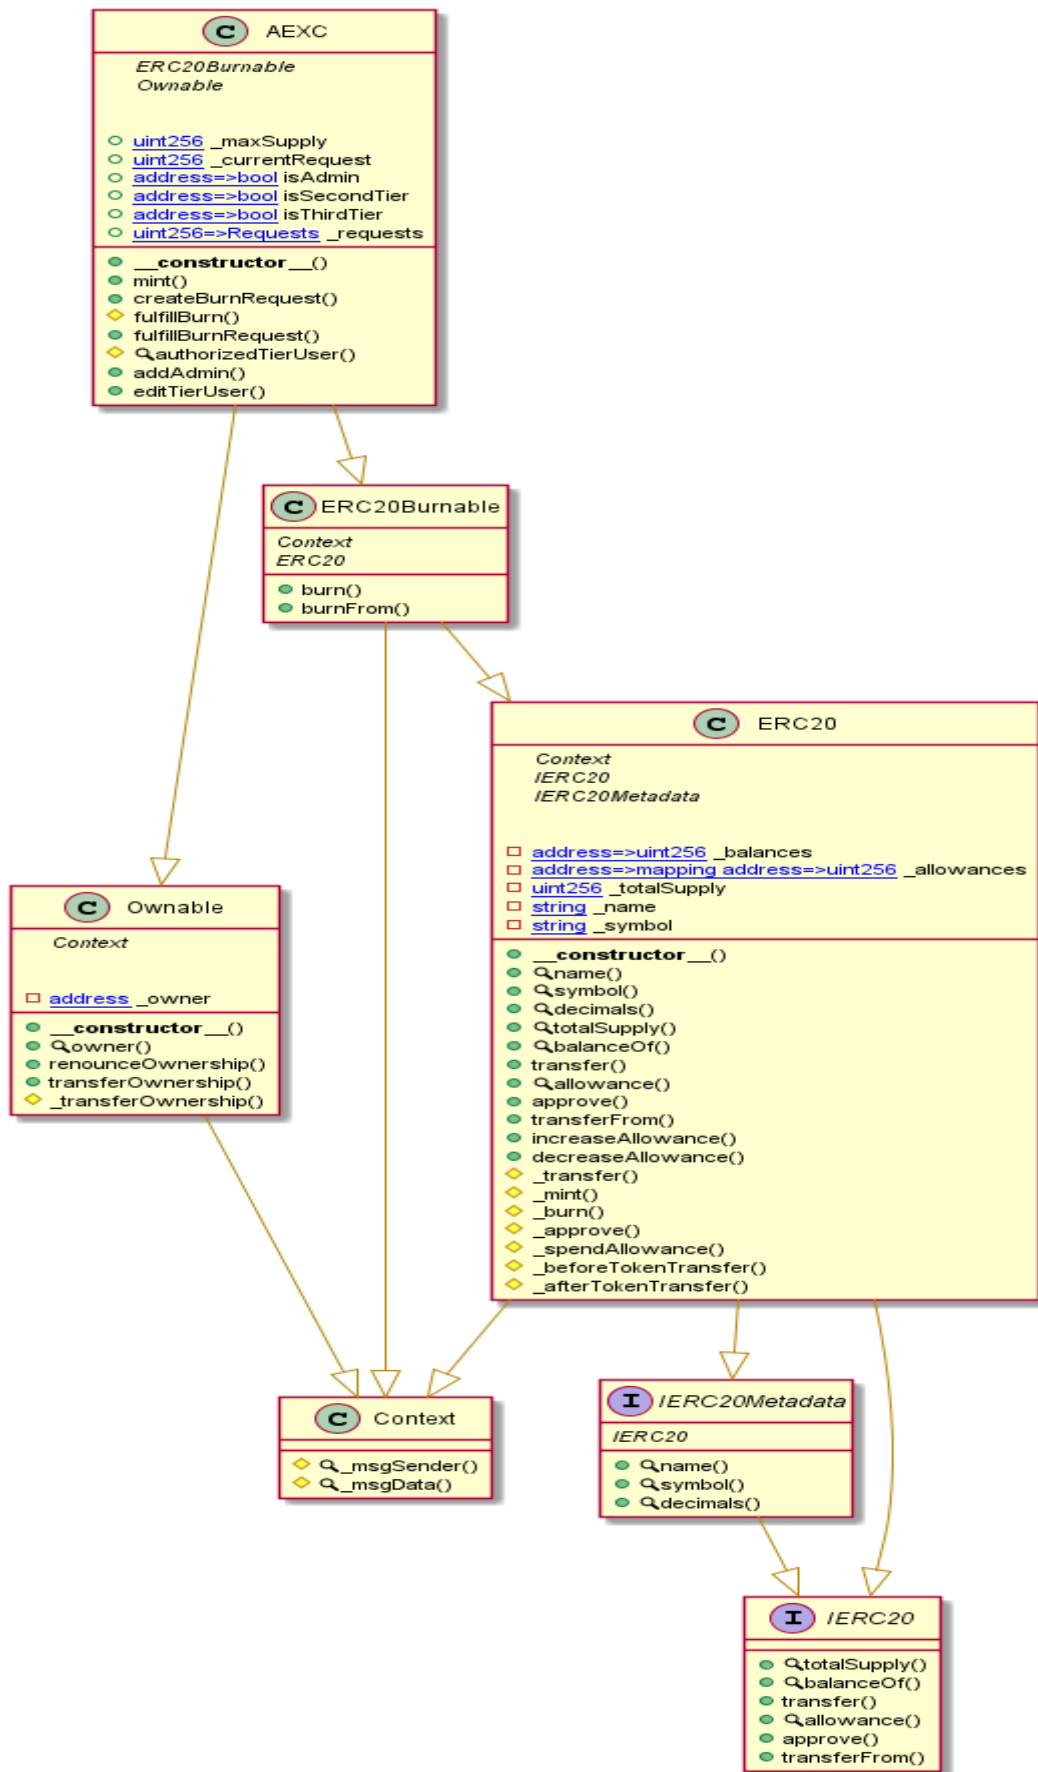 C AEXC
ERC20Burnable
Ownable
uint256 _maxSupply
uint256 _currentRequest
address=>bool isAdmin
address=>bool isSecondTier
address=>bool isThirdTier
uint256=>Requests _requests
__constructor__()
mint()
createBurnRequest()
fulfillBurn()
fulfillBurnRequest()
authorizedTierUser()
addAdmin()
editTierUser()
C ERC20Burnable
Context
ERC20
burn()
burnFrom()
C ERC20
Context
IERC20
IERC20Metadata
address=>uint256 _balances
address=>mapping address=>uint256 _allowances
uint256 _totalSupply
string _name
string _symbol
__constructor__()
name()
symbol()
decimals()
totalSupply()
balanceOf()
transfer()
allowance()
approve()
transferFrom()
increaseAllowance()
decreaseAllowance()
_transfer()
_mint()
_burn()
_approve()
_spendAllowance()
_beforeTokenTransfer()
_afterTokenTransfer()
C Ownable
Context
address _owner
__constructor__()
owner()
renounceOwnership()
transferOwnership()
_transferOwnership()
C Context
_msgSender()
_msgData()
I IERC20Metadata
IERC20
name()
symbol()
decimals()
I IERC20
totalSupply()
balanceOf()
transfer()
allowance()
approve()
transferFrom()